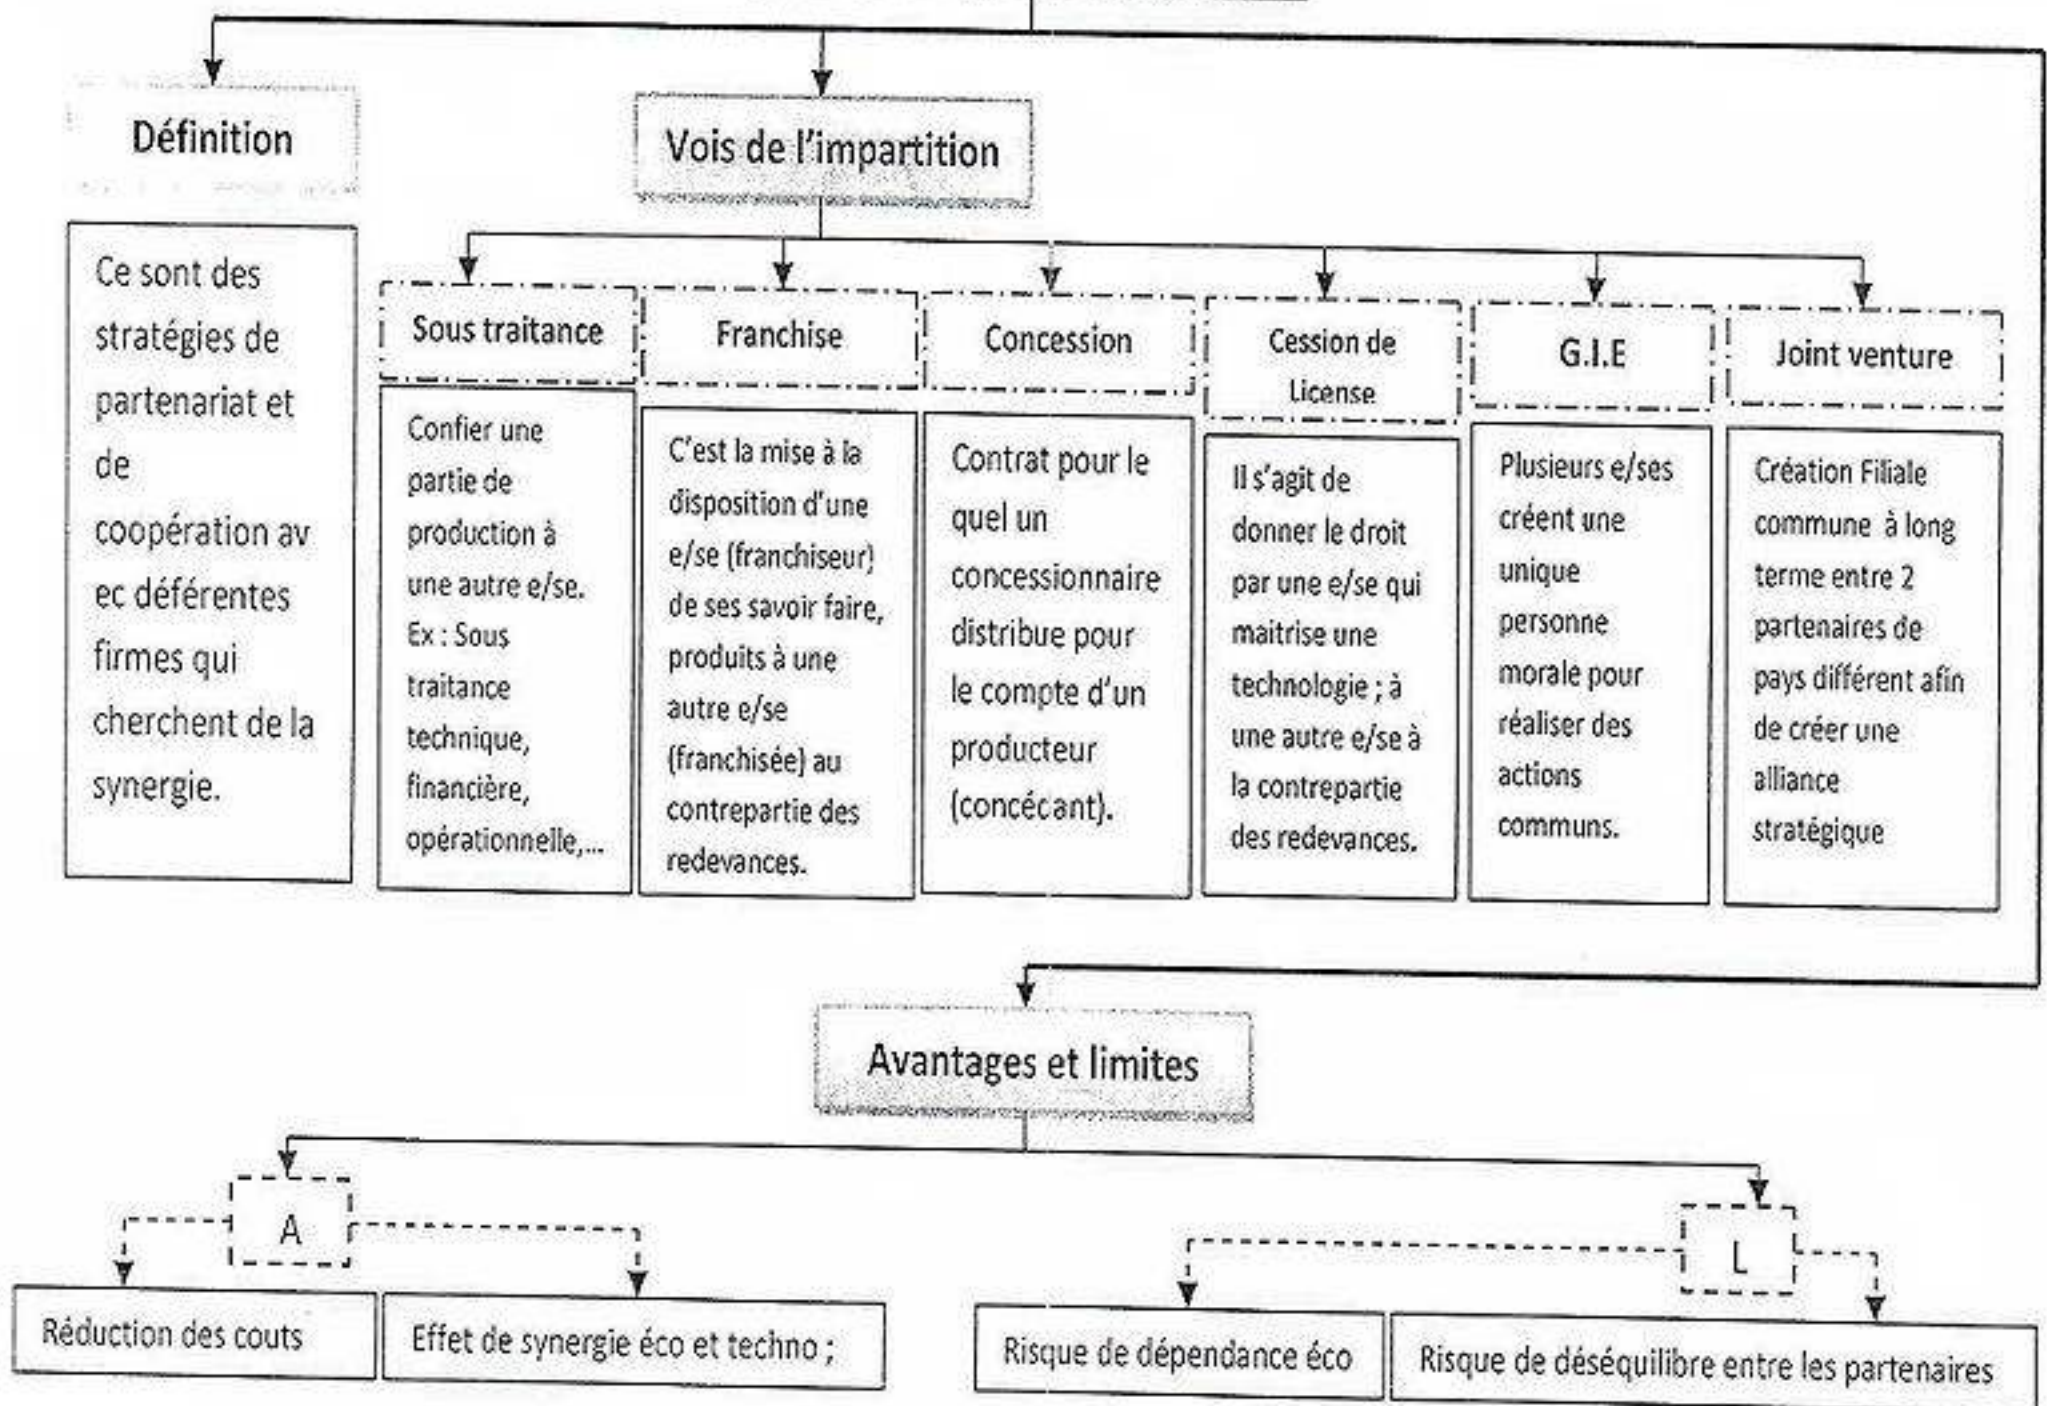 Définition
Vois de l'impartition
Ce sont des
stratégies de
partenariat et
de
coopération av
ec déférentes
firmes qui
cherchent de la
synergie.
Sous traitance
Confier une
partie de
production à
une autre e/se.
Ex : Sous
traitance
technique,
financière,
opérationnelle,...
Franchise
C'est la mise à la
disposition d'une
e/se (franchiseur)
de ses savoir faire,
produits à une
autre e/se
(franchisée) au
contrepartie des
redevances.
Concession
Contrat pour le
quel un
concessionnaire
distribue pour
le compte d'un
producteur
(concécant).
Cession de
License
Il s'agit de
donner le droit
par une e/se qui
maitrise une
technologie ; à
une autre e/se à
la contrepartie
des redevances.
G.I.E
Plusieurs e/ses
créent une
unique
personne
morale pour
réaliser des
actions
communs.
Joint venture
Création Filiale
commune à long
terme entre 2
partenaires de
pays différent afin
de créer une
alliance
stratégique
Avantages et limites
A
L
Réduction des couts
Effet de synergie éco et techno ;
Risque de dépendance éco
Risque de déséquilibre entre les partenaires